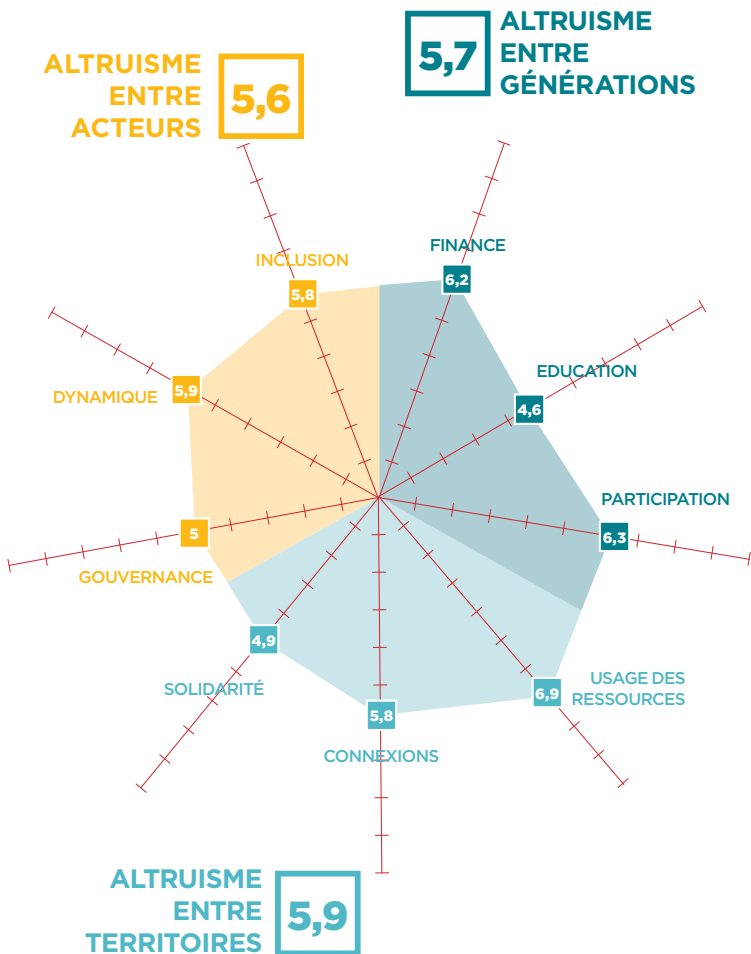 ALTRUISME
ENTRE
ACTEURS
5,6
5,7
ALTRUISME
ENTRE
GÉNÉRATIONS
INCLUSION
5,8
FINANCE
6,2
DYNAMIQUE
5,9
EDUCATION
4,6
PARTICIPATION
6,3
GOUVERNANCE
5
SOLIDARITÉ
4,9
CONNEXIONS
5,8
USAGE DES
RESSOURCES
6,9
ALTRUISME
ENTRE
TERRITOIRES
5,9